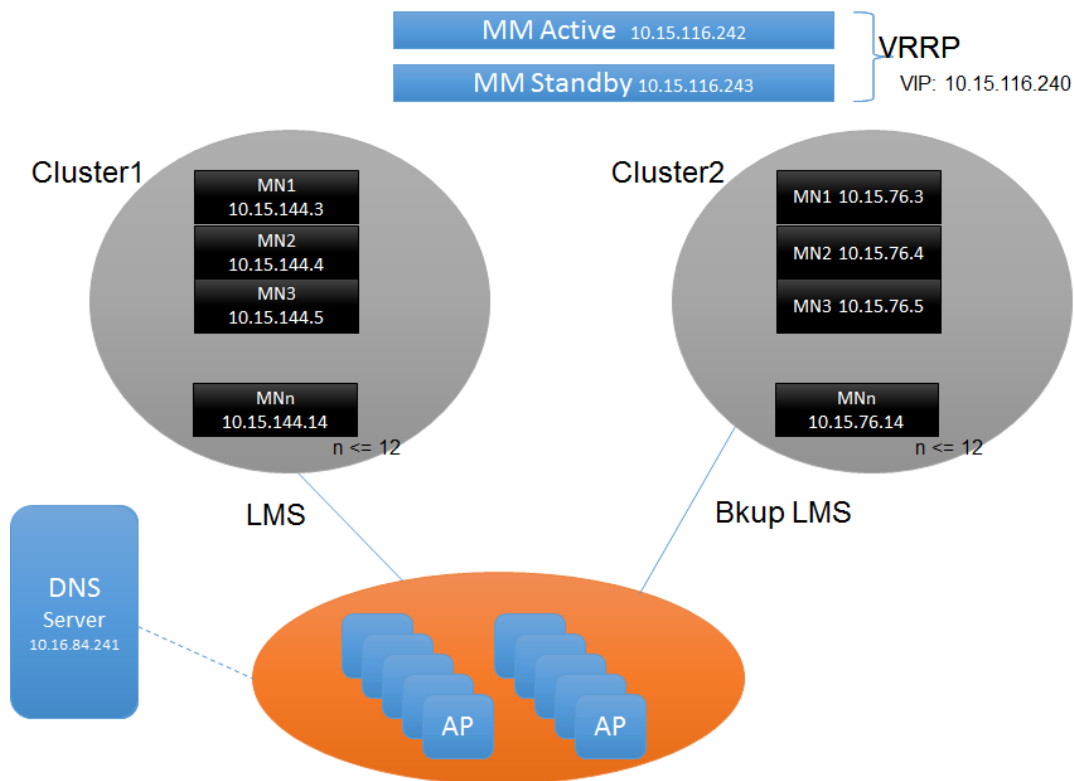 MM Active 10.15.116.242
MM Standby 10.15.116.243
VRRP
VIP: 10.15.116.240
Cluster1
MN1
10.15.144.3
MN2
10.15.144.4
MN3
10.15.144.5
MNn
10.15.144.14
n <= 12
Cluster2
MN1 10.15.76.3
MN2 10.15.76.4
MN3 10.15.76.5
MNn
10.15.76.14
n <= 12
LMS
Bkup LMS
DNS
Server
10.16.84.241
AP
AP